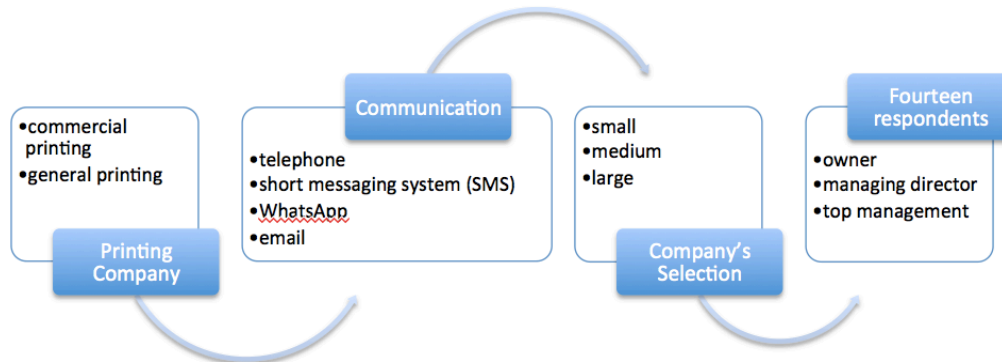 •commercial
printing
•general printing
Printing
Company
Communication
•telephone
•short messaging system (SMS)
•WhatsApp
•email
•small
•medium
•large
Company’s
Selection
Fourteen
respondents
•owner
•managing director
•top management